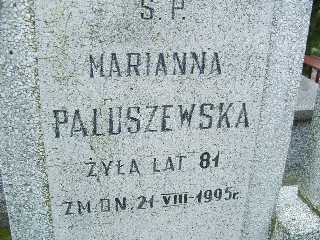 Ś.P.
MARIANNA
PALUSZEWSKA
ŻYŁA LAT 81
ZM.DN. 21 VIII-1995r.